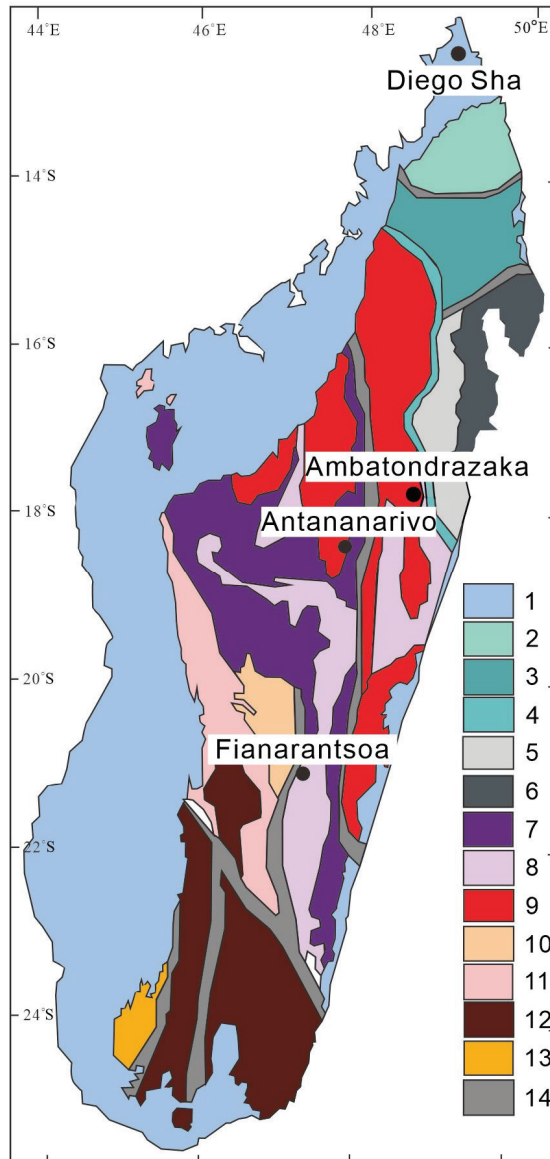 44°E 46°E 48°E 50°E
Diego Sha
14°S
16°S
Ambatondrazaka
18°S
Antananarivo
1
2
20°S
3
4
Fianarantsoa
5
6
7
22°S
8
9
10
11
24°S
12
13
14